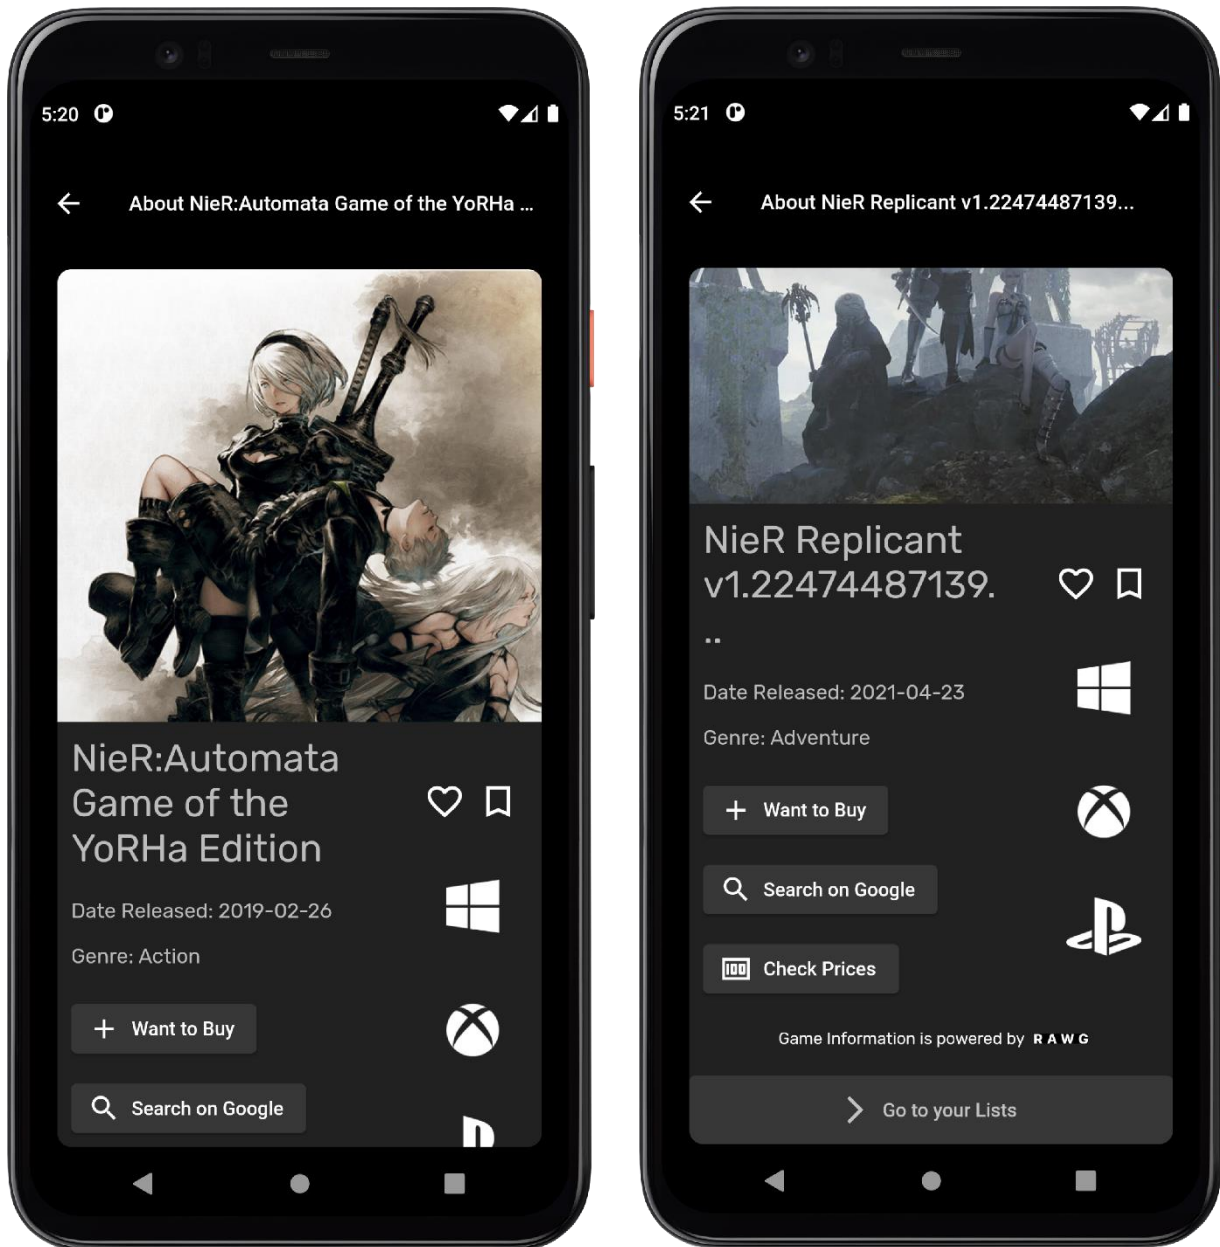 5:20
About NieR:Automata Game of the YoRHa ...
NieR:Automata
Game of the
YoRHa Edition
Date Released: 2019-02-26
Genre: Action
Want to Buy
Search on Google
5:21
About NieR Replicant v1.22474487139...
NieR Replicant
v1.22474487139.
..
Date Released: 2021-04-23
Genre: Adventure
Want to Buy
Search on Google
100 Check Prices
Game Information is powered by RAWG
Go to your Lists